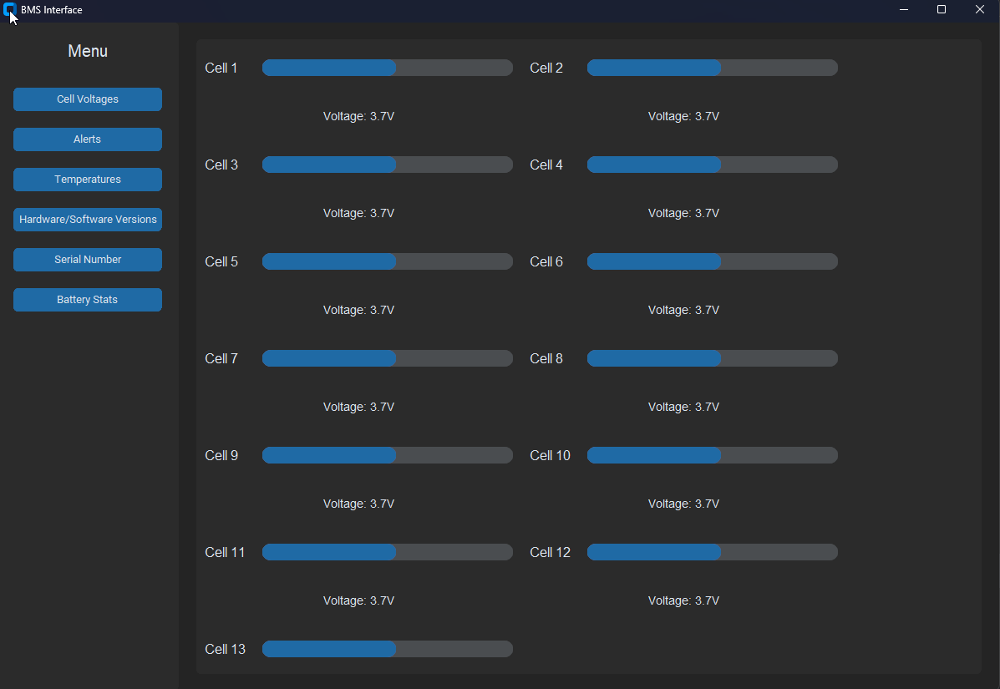 BMS Interface
Menu
Cell Voltages
Alerts
Temperatures
Hardware/Software Versions
Serial Number
Battery Stats
Cell 1
Cell 2
Voltage: 3.7V
Voltage: 3.7V
Cell 3
Cell 4
Voltage: 3.7V
Voltage: 3.7V
Cell 5
Cell 6
Voltage: 3.7V
Voltage: 3.7V
Cell 7
Cell 8
Voltage: 3.7V
Voltage: 3.7V
Cell 9
Cell 10
Voltage: 3.7V
Voltage: 3.7V
Cell 11
Cell 12
Voltage: 3.7V
Voltage: 3.7V
Cell 13